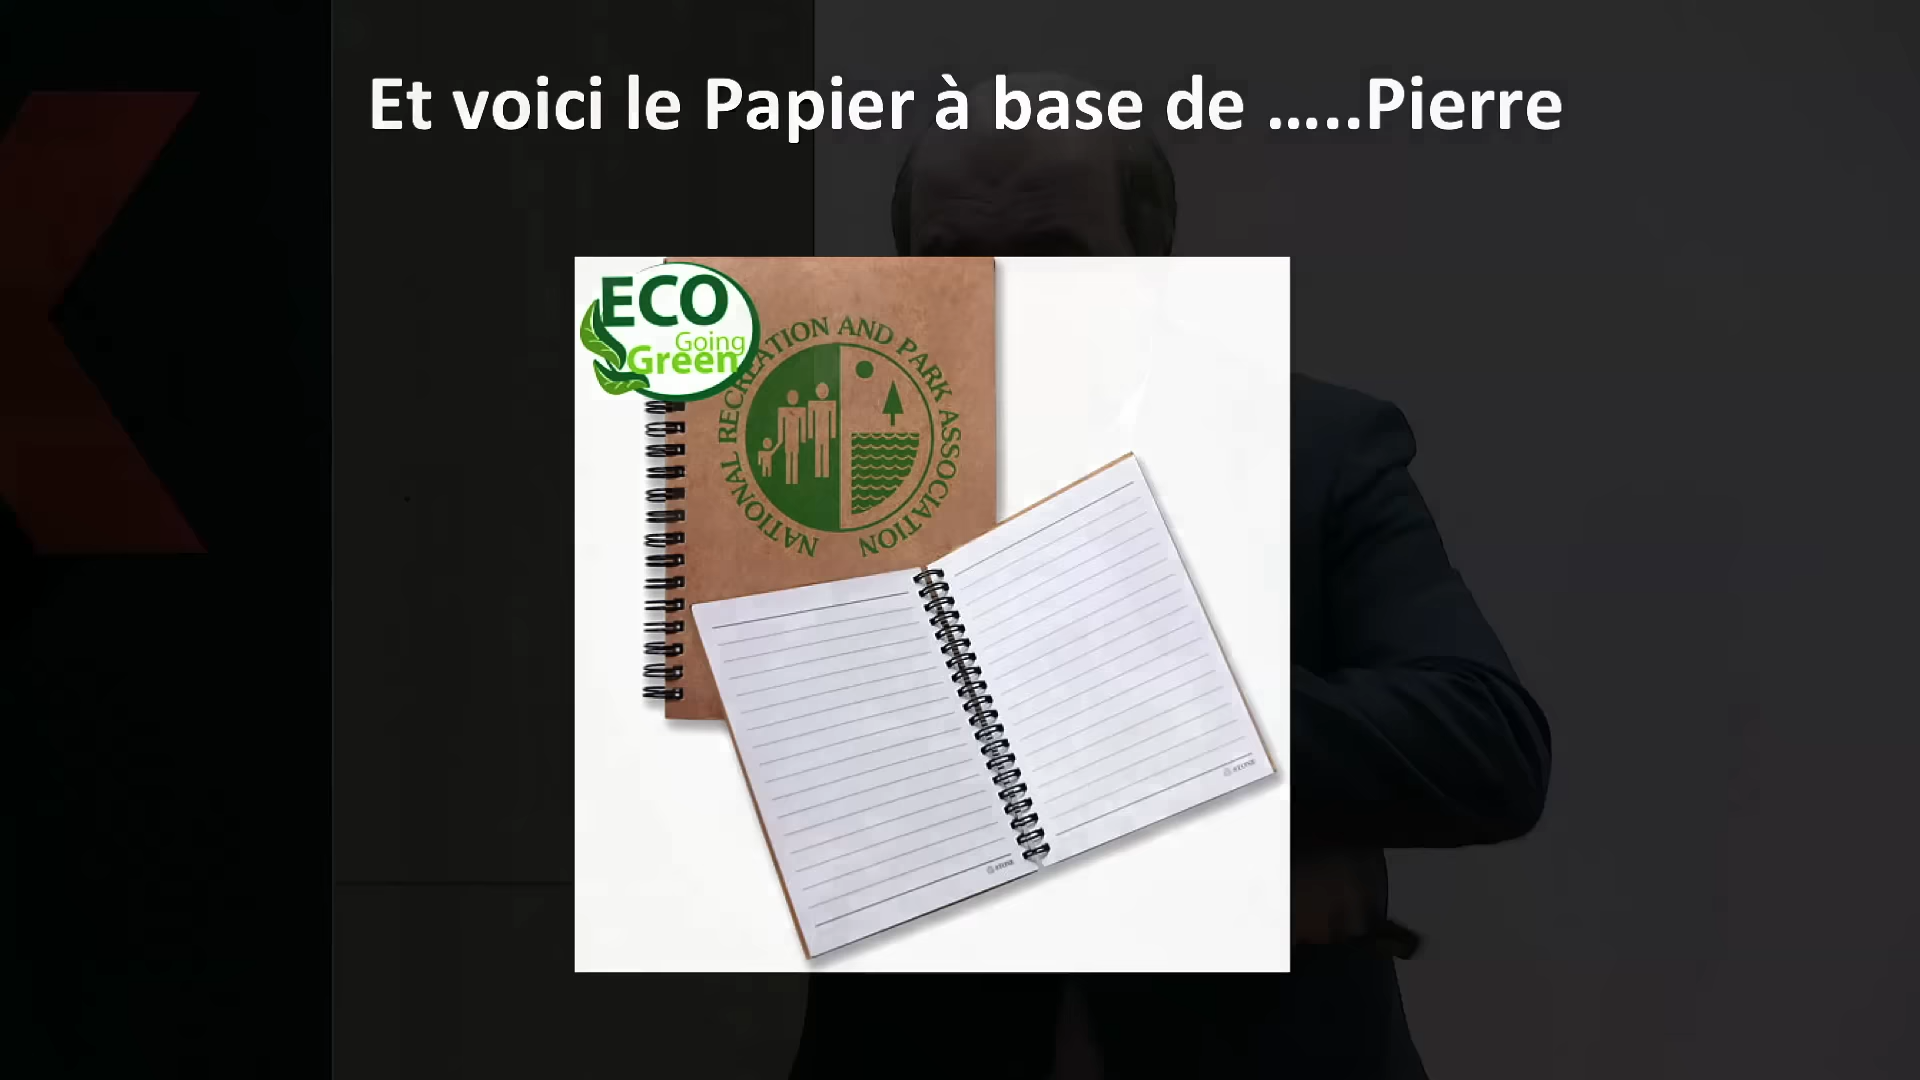 Et voici le Papier à base de …..Pierre
ECO
Going
Green
NATIONAL RECREATION AND PARK ASSOCIATION